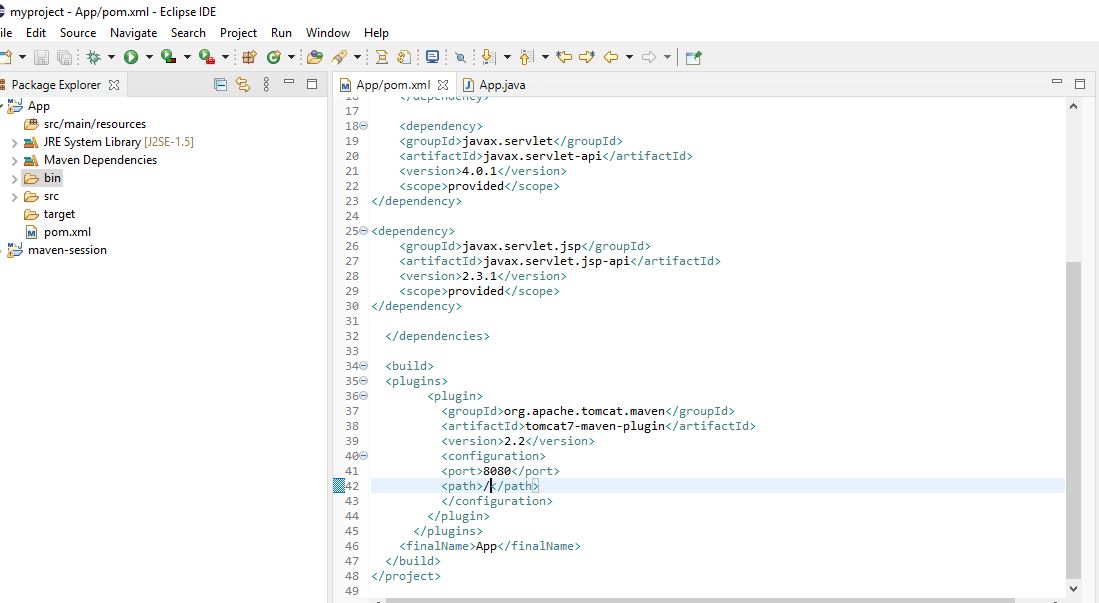 myproject - App/pom.xml - Eclipse IDE
ile Edit Source Navigate Search Project Run Window Help
Package Explorer
App/pom.xml App.java
App
src/main/resources
JRE System Library [J2SE-1.5]
Maven Dependencies
bin
src
target
pom.xml
maven-session
16 </dependency>
17
18 <dependency>
19 <groupId>javax.servlet</groupId>
20 <artifactId>javax.servlet-api</artifactId>
21 <version>4.0.1</version>
22 <scope>provided</scope>
23 </dependency>
24
25 <dependency>
26 <groupId>javax.servlet.jsp</groupId>
27 <artifactId>javax.servlet.jsp-api</artifactId>
28 <version>2.3.1</version>
29 <scope>provided</scope>
30 </dependency>
31
32 </dependencies>
33
34 <build>
35 <plugins>
36 <plugin>
37 <groupId>org.apache.tomcat.maven</groupId>
38 <artifactId>tomcat7-maven-plugin</artifactId>
39 <version>2.2</version>
40 <configuration>
41 <port>8080</port>
42 <path>/</path>
43 </configuration>
44 </plugin>
45 </plugins>
46 <finalName>App</finalName>
47 </build>
48 </project>
49